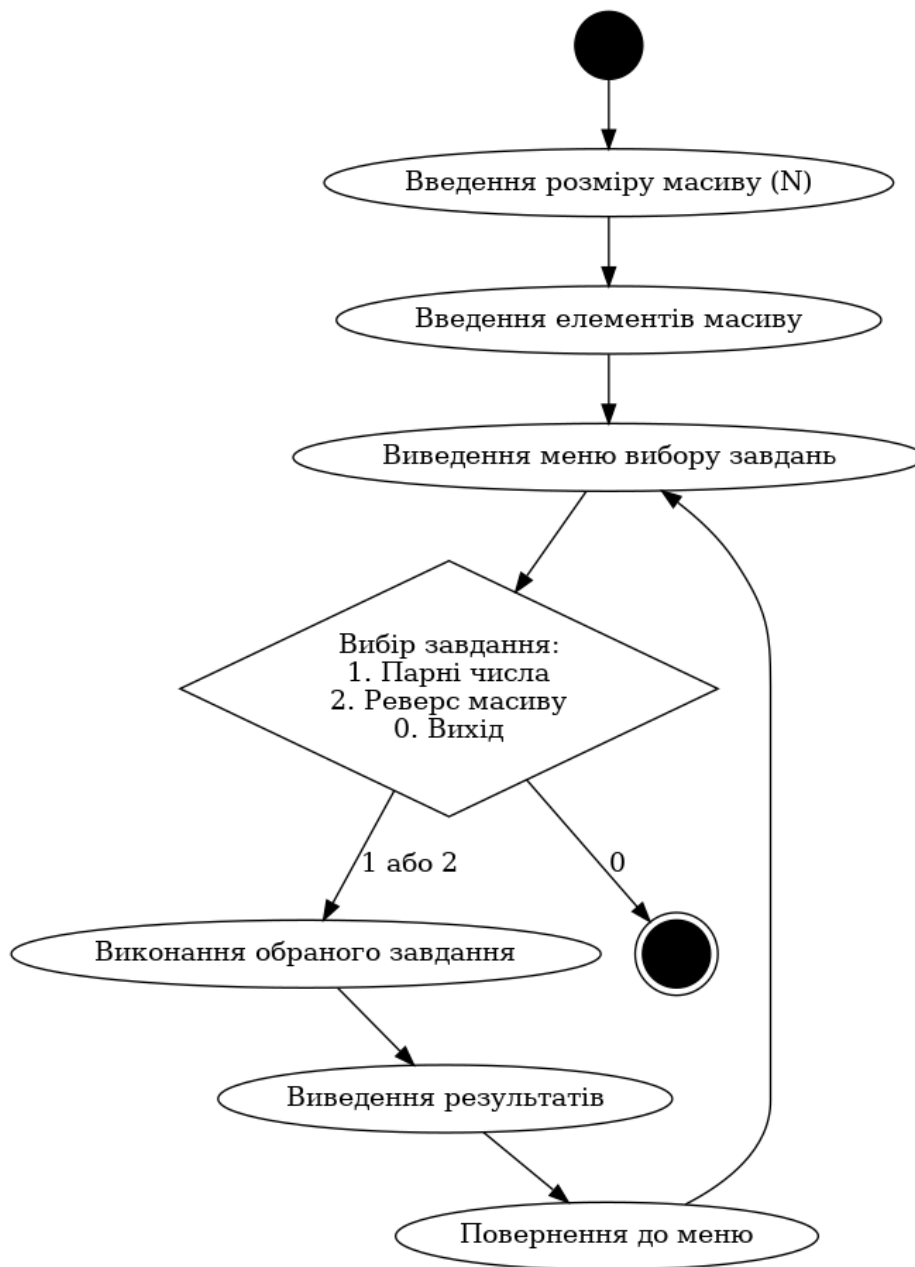 Введення розміру масиву (N)
Введення елементів масиву
Виведення меню вибору завдань
Вибір завдання:
1. Парні числа
2. Реверс масиву
0. Вихід
1 або 2
0
Виконання обраного завдання
Виведення результатів
Повернення до меню